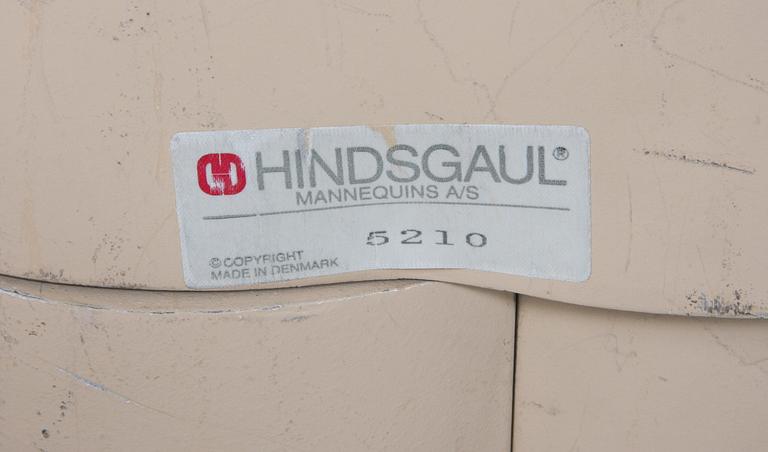 HINDSGAUL®
MANNEQUINS A/S
5210
© COPYRIGHT
MADE IN DENMARK